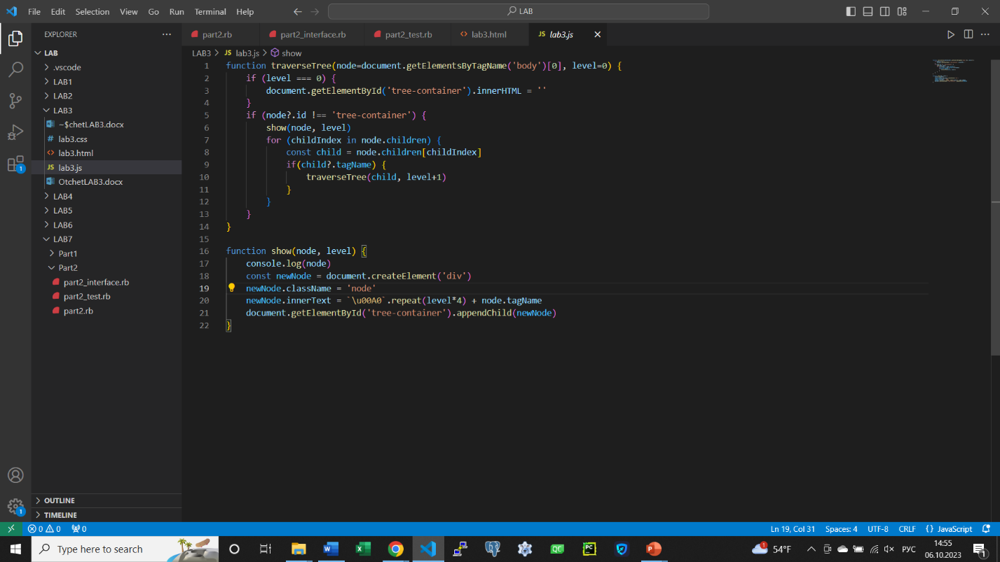 File Edit Selection View Go Run Terminal Help
LAB
EXPLORER
LAB
.vscode
LAB1
LAB2
LAB3
~$chetLAB3.docx
# lab3.css
<> lab3.html
JS lab3.js
OtchetLAB3.docx
LAB4
LAB5
LAB6
LAB7
Part1
Part2
part2_interface.rb
part2_test.rb
part2.rb
OUTLINE
TIMELINE
part2.rb part2_interface.rb part2_test.rb <> lab3.html JS lab3.js
LAB3 > JS lab3.js > show
1 function traverseTree(node=document.getElementsByTagName('body')[0], level=0) {
2 if (level === 0) {
3 document.getElementById('tree-container').innerHTML = ''
4 }
5 if (node?.id !== 'tree-container') {
6 show(node, level)
7 for (childIndex in node.children) {
8 const child = node.children[childIndex]
9 if(child?.tagName) {
10 traverseTree(child, level+1)
11 }
12 }
13 }
14 }
15
16 function show(node, level) {
17 console.log(node)
18 const newNode = document.createElement('div')
19 newNode.className = 'node'
20 newNode.innerText = `\u00A0`.repeat(level*4) + node.tagName
21 document.getElementById('tree-container').appendChild(newNode)
22 }
1
1
0 0 0
Ln 19, Col 31 Spaces: 4 UTF-8 CRLF {} JavaScript
Type here to search
W
X
QC
PC
P
1
54°F
РУС
14:55
06.10.2023
1